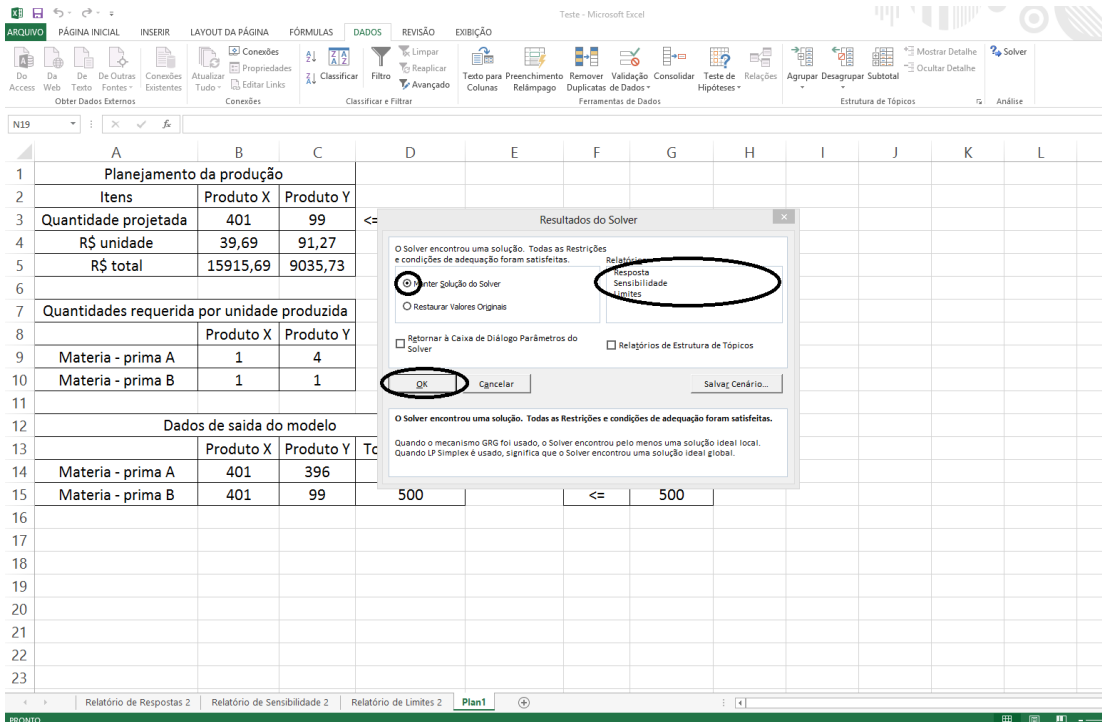 Teste - Microsoft Excel
ARQUIVO PÁGINA INICIAL INSERIR LAYOUT DA PÁGINA FÓRMULAS DADOS REVISÃO EXIBIÇÃO
Do Access
Da Web
De Texto
De Outras Fontes
Conexões Existentes
Obter Dados Externos
Atualizar Tudo
Conexões
Propriedades
Editar Links
Conexões
Classificar
Filtro
Limpar
Reaplicar
Avançado
Classificar e Filtrar
Texto para Colunas
Preenchimento Relâmpago
Remover Duplicatas
Validação de Dados
Consolidar
Teste de Hipóteses
Relações
Ferramentas de Dados
Agrupar
Desagrupar
Subtotal
Mostrar Detalhe
Ocultar Detalhe
Estrutura de Tópicos
Solver
Análise
N19 fx
A B C D E F G H I J K L
1 Planejamento da produção
2 Itens Produto X Produto Y
3 Quantidade projetada 401 99 <=
4 R$ unidade 39,69 91,27
5 R$ total 15915,69 9035,73
6
7 Quantidades requerida por unidade produzida
8 Produto X Produto Y
9 Materia - prima A 1 4
10 Materia - prima B 1 1
11
12 Dados de saida do modelo
13 Produto X Produto Y
14 Materia - prima A 401 396
15 Materia - prima B 401 99 500 <= 500
16
17
18
19
20
21
22
23
Resultados do Solver
O Solver encontrou uma solução. Todas as Restrições
e condições de adequação foram satisfeitas.
Relatórios
Resposta
Sensibilidade
Limites
Manter Solução do Solver
Restaurar Valores Originais
Retornar à Caixa de Diálogo Parâmetros do
Solver
Relatórios de Estrutura de Tópicos
OK Cancelar Salvar Cenário...
O Solver encontrou uma solução. Todas as Restrições e condições de adequação foram satisfeitas.
Quando o mecanismo GRG foi usado, o Solver encontrou pelo menos uma solução ideal local.
Quando LP Simplex é usado, significa que o Solver encontrou uma solução ideal global.
Relatório de Respostas 2 Relatório de Sensibilidade 2 Relatório de Limites 2 Plan1
PRONTO